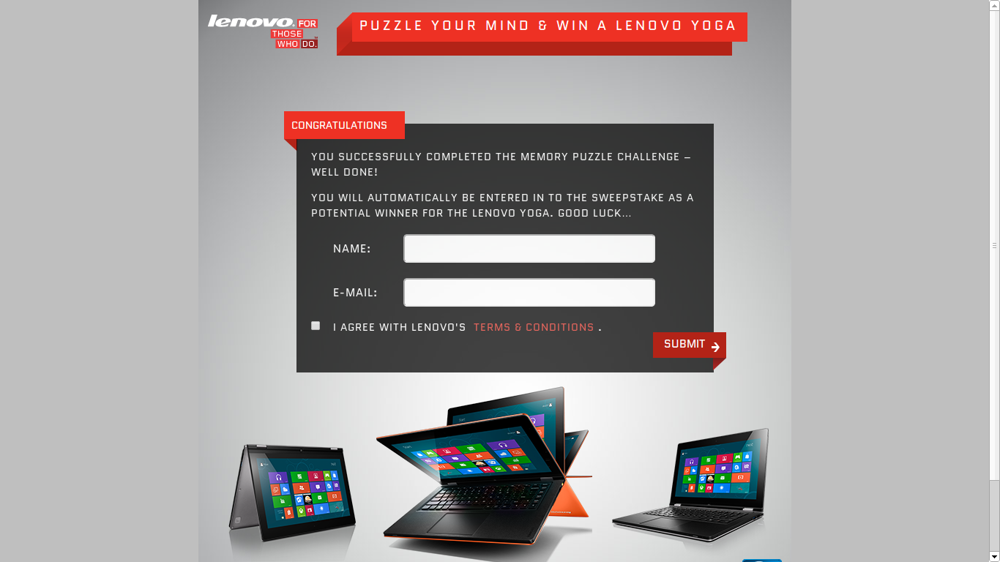 lenovo. FOR
THOSE
WHO DO.
PUZZLE YOUR MIND & WIN A LENOVO YOGA
CONGRATULATIONS
YOU SUCCESSFULLY COMPLETED THE MEMORY PUZZLE CHALLENGE –
WELL DONE!
YOU WILL AUTOMATICALLY BE ENTERED IN TO THE SWEEPSTAKE AS A
POTENTIAL WINNER FOR THE LENOVO YOGA. GOOD LUCK...
NAME:
E-MAIL:
I AGREE WITH LENOVO'S TERMS & CONDITIONS .
SUBMIT
Start
Start